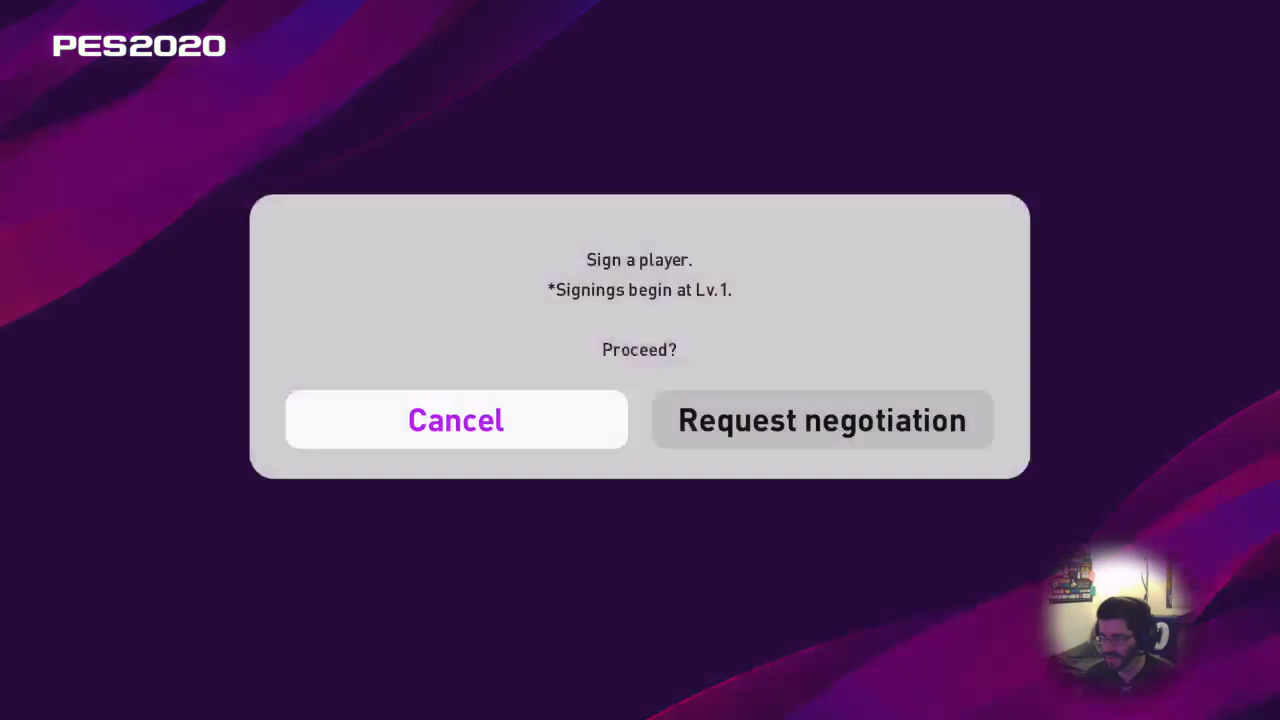 PES2020
Sign a player.
*Signings begin at Lv.1.
Proceed?
Cancel
Request negotiation